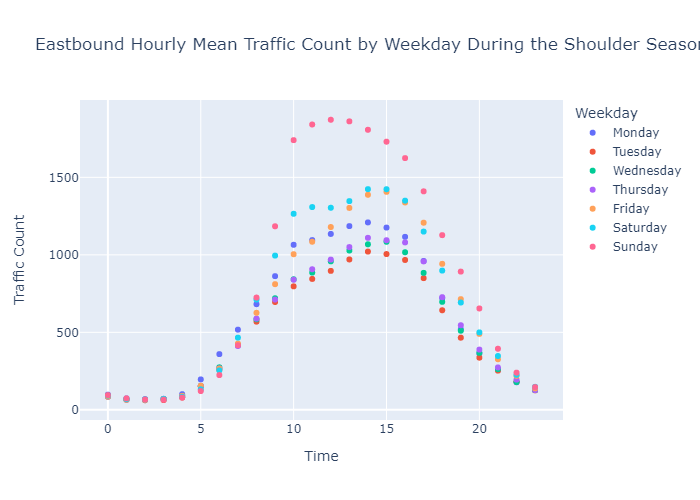 Eastbound Hourly Mean Traffic Count by Weekday During the Shoulder Seasor
Weekday
Monday
Tuesday
Wednesday
Thursday
Friday
Saturday
Sunday
Traffic Count
1500
1000
500
0
0 5 10 15 20
Time